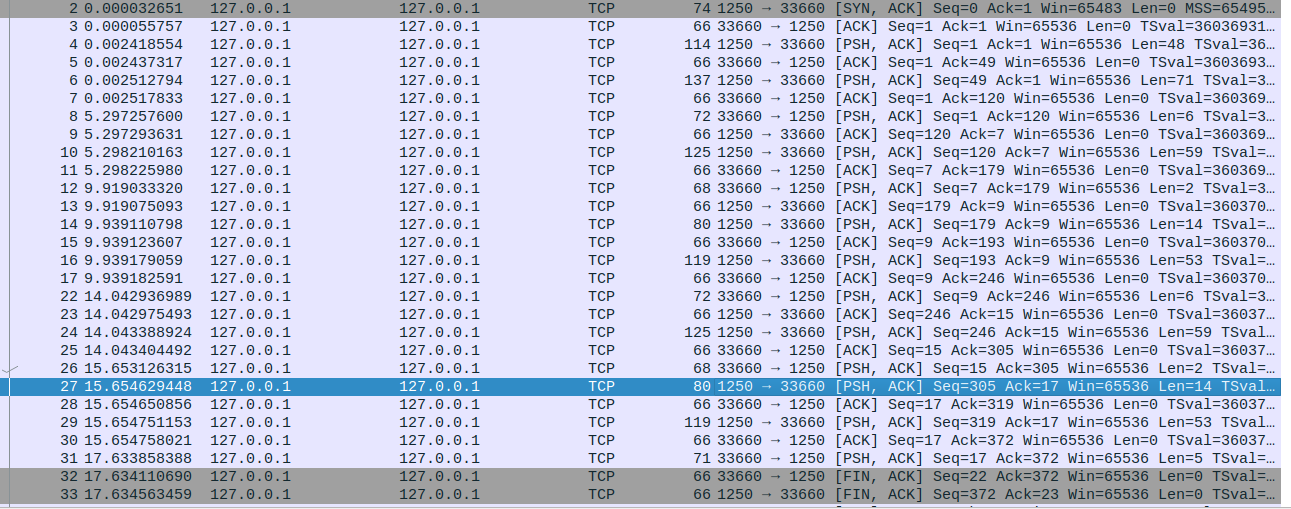 2 0.000032651 127.0.0.1 127.0.0.1 TCP 74 1250 → 33660 [SYN, ACK] Seq=0 Ack=1 Win=65483 Len=0 MSS=65495…
3 0.000055757 127.0.0.1 127.0.0.1 TCP 66 33660 → 1250 [ACK] Seq=1 Ack=1 Win=65536 Len=0 TSval=36036931…
4 0.002418554 127.0.0.1 127.0.0.1 TCP 114 1250 → 33660 [PSH, ACK] Seq=1 Ack=1 Win=65536 Len=48 TSval=36…
5 0.002437317 127.0.0.1 127.0.0.1 TCP 66 33660 → 1250 [ACK] Seq=1 Ack=49 Win=65536 Len=0 TSval=3603693…
6 0.002512794 127.0.0.1 127.0.0.1 TCP 137 1250 → 33660 [PSH, ACK] Seq=49 Ack=1 Win=65536 Len=71 TSval=3…
7 0.002517833 127.0.0.1 127.0.0.1 TCP 66 33660 → 1250 [ACK] Seq=1 Ack=120 Win=65536 Len=0 TSval=360369…
8 5.297257600 127.0.0.1 127.0.0.1 TCP 72 33660 → 1250 [PSH, ACK] Seq=1 Ack=120 Win=65536 Len=6 TSval=3…
9 5.297293631 127.0.0.1 127.0.0.1 TCP 66 1250 → 33660 [ACK] Seq=120 Ack=7 Win=65536 Len=0 TSval=360369…
10 5.298210163 127.0.0.1 127.0.0.1 TCP 125 1250 → 33660 [PSH, ACK] Seq=120 Ack=7 Win=65536 Len=59 TSval=…
11 5.298225980 127.0.0.1 127.0.0.1 TCP 66 33660 → 1250 [ACK] Seq=7 Ack=179 Win=65536 Len=0 TSval=360369…
12 9.919033320 127.0.0.1 127.0.0.1 TCP 68 33660 → 1250 [PSH, ACK] Seq=7 Ack=179 Win=65536 Len=2 TSval=3…
13 9.919075093 127.0.0.1 127.0.0.1 TCP 66 1250 → 33660 [ACK] Seq=179 Ack=9 Win=65536 Len=0 TSval=360370…
14 9.939110798 127.0.0.1 127.0.0.1 TCP 80 1250 → 33660 [PSH, ACK] Seq=179 Ack=9 Win=65536 Len=14 TSval=…
15 9.939123607 127.0.0.1 127.0.0.1 TCP 66 33660 → 1250 [ACK] Seq=9 Ack=193 Win=65536 Len=0 TSval=360370…
16 9.939179059 127.0.0.1 127.0.0.1 TCP 119 1250 → 33660 [PSH, ACK] Seq=193 Ack=9 Win=65536 Len=53 TSval=…
17 9.939182591 127.0.0.1 127.0.0.1 TCP 66 33660 → 1250 [ACK] Seq=9 Ack=246 Win=65536 Len=0 TSval=360370…
22 14.042936989 127.0.0.1 127.0.0.1 TCP 72 33660 → 1250 [PSH, ACK] Seq=9 Ack=246 Win=65536 Len=6 TSval=3…
23 14.042975493 127.0.0.1 127.0.0.1 TCP 66 1250 → 33660 [ACK] Seq=246 Ack=15 Win=65536 Len=0 TSval=36037…
24 14.043388924 127.0.0.1 127.0.0.1 TCP 125 1250 → 33660 [PSH, ACK] Seq=246 Ack=15 Win=65536 Len=59 TSval…
25 14.043404492 127.0.0.1 127.0.0.1 TCP 66 33660 → 1250 [ACK] Seq=15 Ack=305 Win=65536 Len=0 TSval=36037…
26 15.653126315 127.0.0.1 127.0.0.1 TCP 68 33660 → 1250 [PSH, ACK] Seq=15 Ack=305 Win=65536 Len=2 TSval=…
27 15.654629448 127.0.0.1 127.0.0.1 TCP 80 1250 → 33660 [PSH, ACK] Seq=305 Ack=17 Win=65536 Len=14 TSval…
28 15.654650856 127.0.0.1 127.0.0.1 TCP 66 33660 → 1250 [ACK] Seq=17 Ack=319 Win=65536 Len=0 TSval=36037…
29 15.654751153 127.0.0.1 127.0.0.1 TCP 119 1250 → 33660 [PSH, ACK] Seq=319 Ack=17 Win=65536 Len=53 TSval…
30 15.654758021 127.0.0.1 127.0.0.1 TCP 66 33660 → 1250 [ACK] Seq=17 Ack=372 Win=65536 Len=0 TSval=36037…
31 17.633858388 127.0.0.1 127.0.0.1 TCP 71 33660 → 1250 [PSH, ACK] Seq=17 Ack=372 Win=65536 Len=5 TSval=…
32 17.634110690 127.0.0.1 127.0.0.1 TCP 66 33660 → 1250 [FIN, ACK] Seq=22 Ack=372 Win=65536 Len=0 TSval=…
33 17.634563459 127.0.0.1 127.0.0.1 TCP 66 1250 → 33660 [FIN, ACK] Seq=372 Ack=23 Win=65536 Len=0 TSval=…